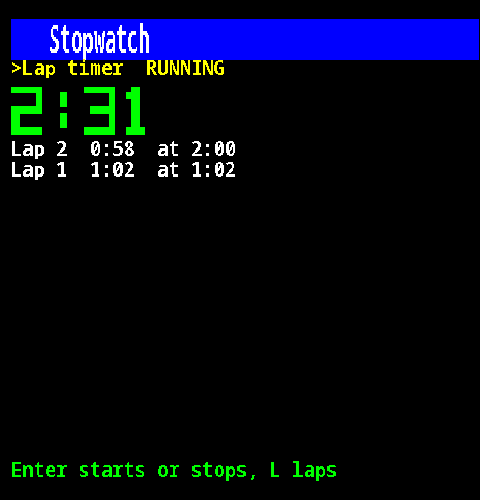 Stopwatch
>Lap timer  RUNNING
2:31
Lap 2  0:58  at 2:00
Lap 1  1:02  at 1:02
Enter starts or stops, L laps